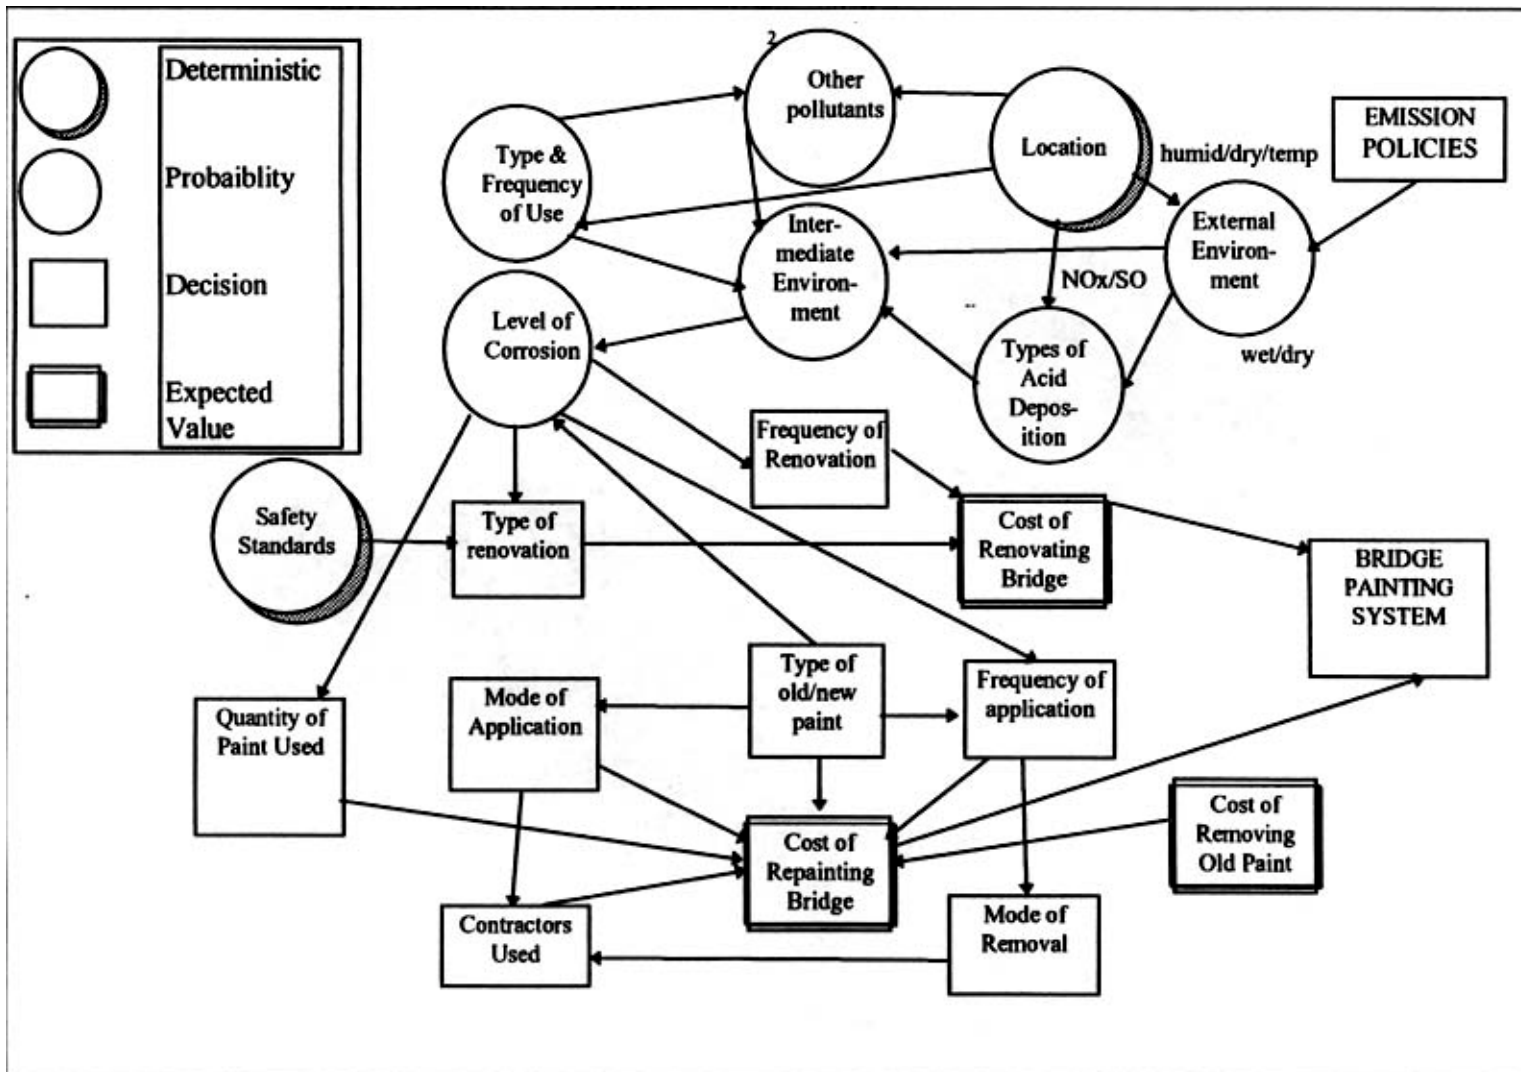 Deterministic
Probaiblity
Decision
Expected
Value
2
Other
pollutants
Location
humid/dry/temp
EMISSION
POLICIES
Type &
Frequency
of Use
Inter-
mediate
Environ-
ment
External
Environ-
ment
NOx/SO
wet/dry
Level of
Corrosion
Types of
Acid
Depos-
ition
Frequency of
Renovation
Safety
Standards
Type of
renovation
Cost of
Renovating
Bridge
BRIDGE
PAINTING
SYSTEM
Quantity of
Paint Used
Mode of
Application
Type of
old/new
paint
Frequency of
application
Cost of
Repainting
Bridge
Cost of
Removing
Old Paint
Contractors
Used
Mode of
Removal